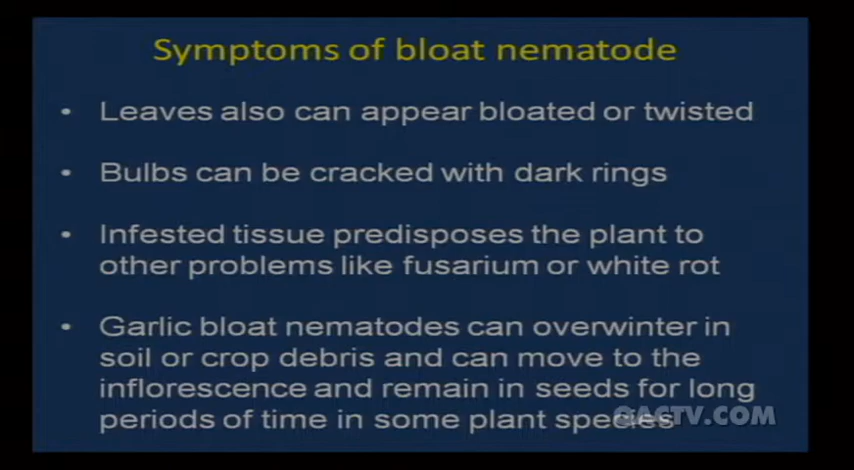 Symptoms of bloat nematode
• Leaves also can appear bloated or twisted
• Bulbs can be cracked with dark rings
• Infested tissue predisposes the plant to
other problems like fusarium or white rot
• Garlic bloat nematodes can overwinter in
soil or crop debris and can move to the
inflorescence and remain in seeds for long
periods of time in some plant species
QACTV.COM